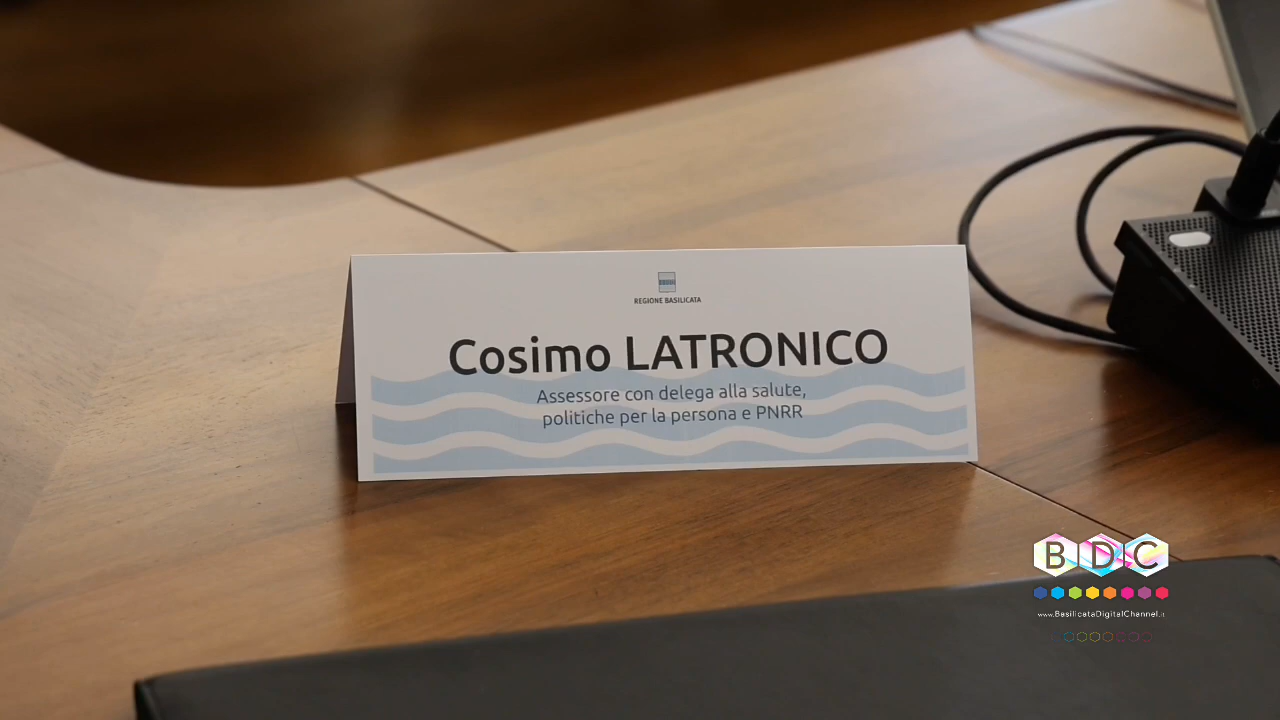 REGIONE BASILICATA
Cosimo LATRONICO
Assessore con delega alla salute,
politiche per la persona e PNRR
BDC
www.BasilicataDigitalChannel.it